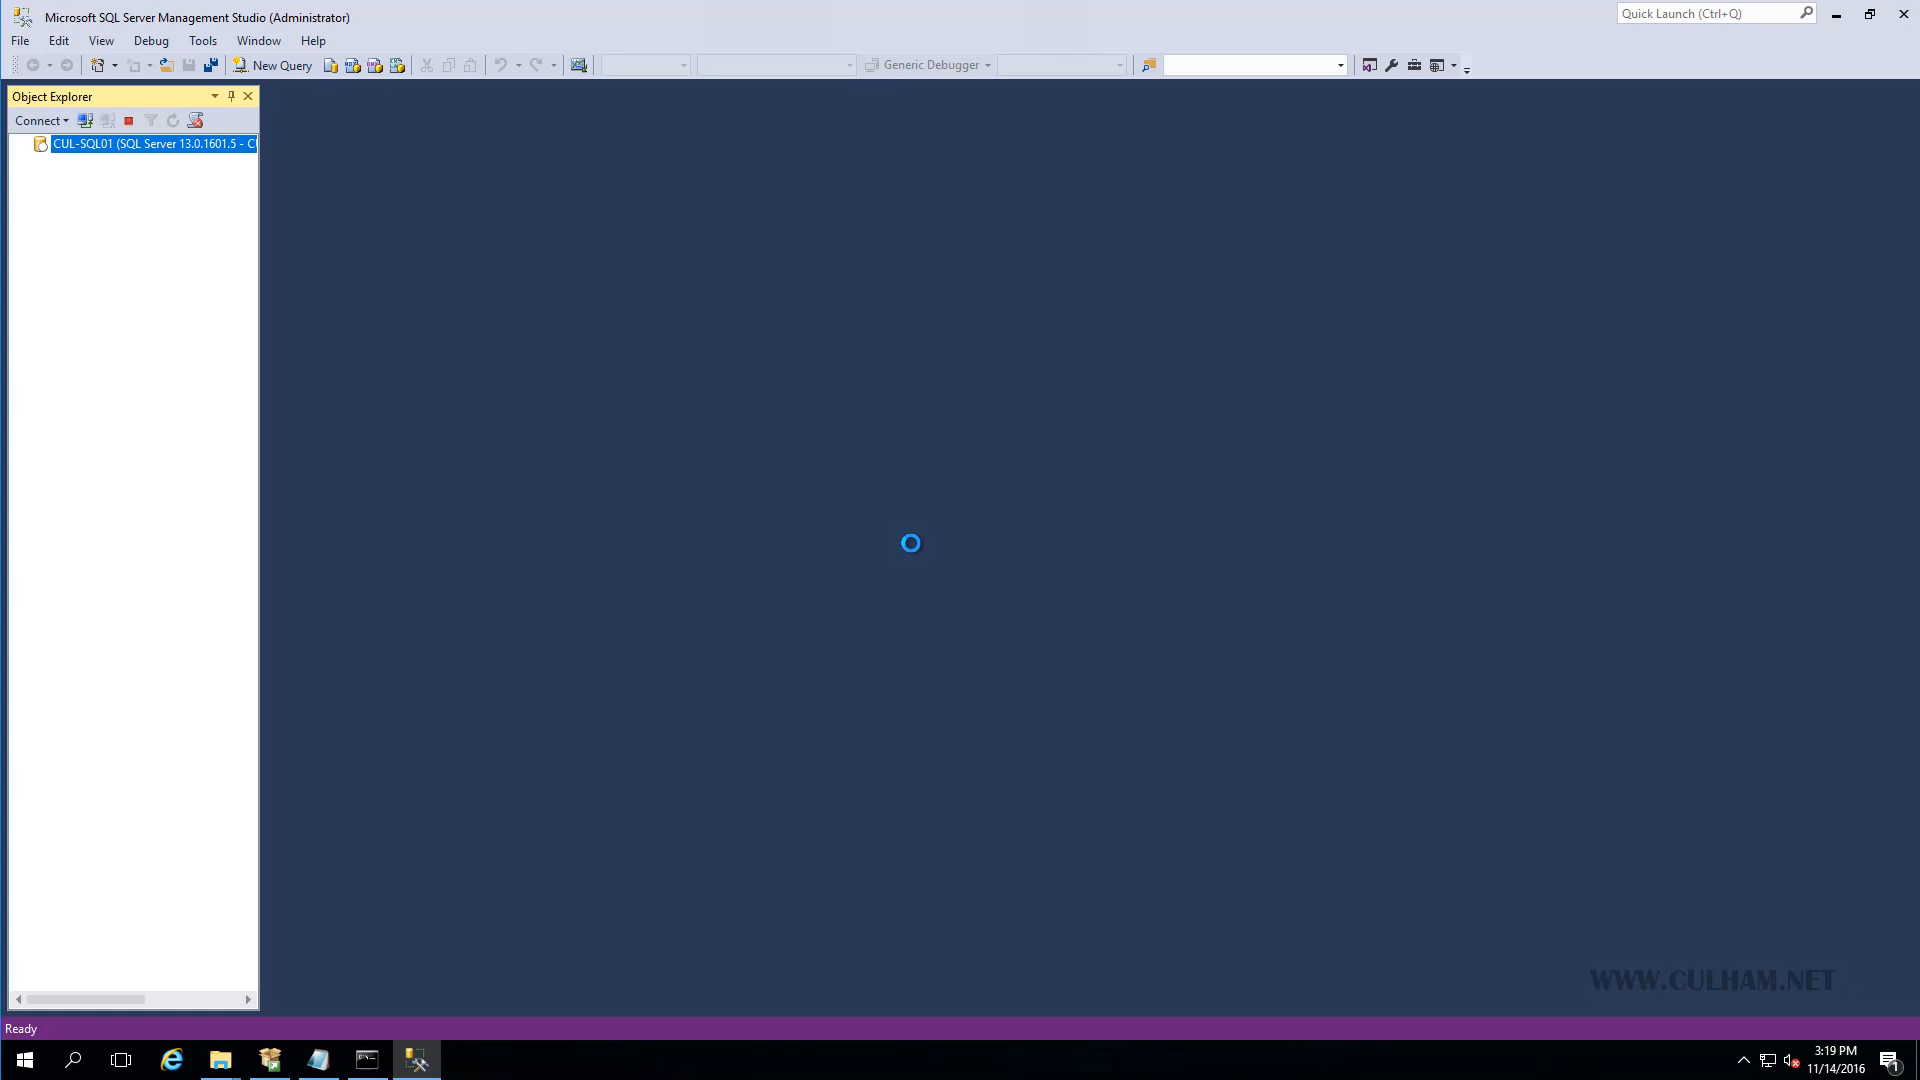 Microsoft SQL Server Management Studio (Administrator)
Quick Launch (Ctrl+Q)
File Edit View Debug Tools Window Help
New Query
Generic Debugger
Object Explorer
Connect
CUL-SQL01 (SQL Server 13.0.1601.5 - CU
WWW.CULHAM.NET
Ready
3:19 PM
11/14/2016
1